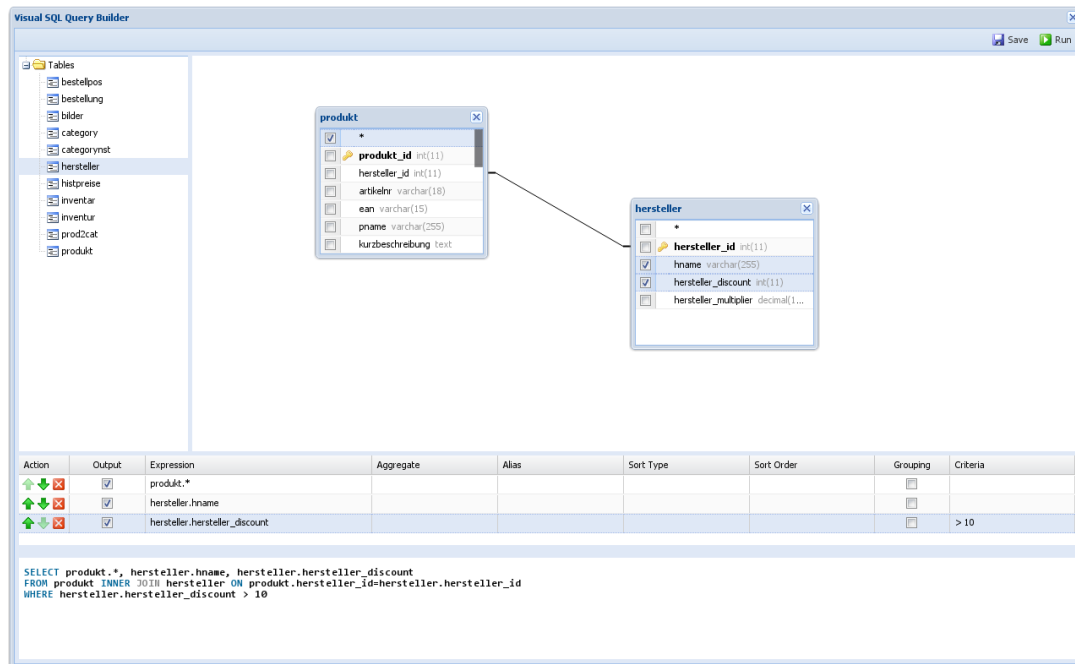 Visual SQL Query Builder
Save Run
Tables
bestellpos
bestellung
bilder
category
categorynst
hersteller
histpreise
inventar
inventur
prod2cat
produkt
produkt
*
produkt_id int(11)
hersteller_id int(11)
artikelnr varchar(18)
ean varchar(15)
pname varchar(255)
kurzbeschreibung text
hersteller
*
hersteller_id int(11)
hname varchar(255)
hersteller_discount int(11)
hersteller_multiplier decimal(1...
Action Output Expression Aggregate Alias Sort Type Sort Order Grouping Criteria
produkt.*
hersteller.hname
hersteller.hersteller_discount > 10
SELECT produkt.*, hersteller.hname, hersteller.hersteller_discount
FROM produkt INNER JOIN hersteller ON produkt.hersteller_id=hersteller.hersteller_id
WHERE hersteller.hersteller_discount > 10